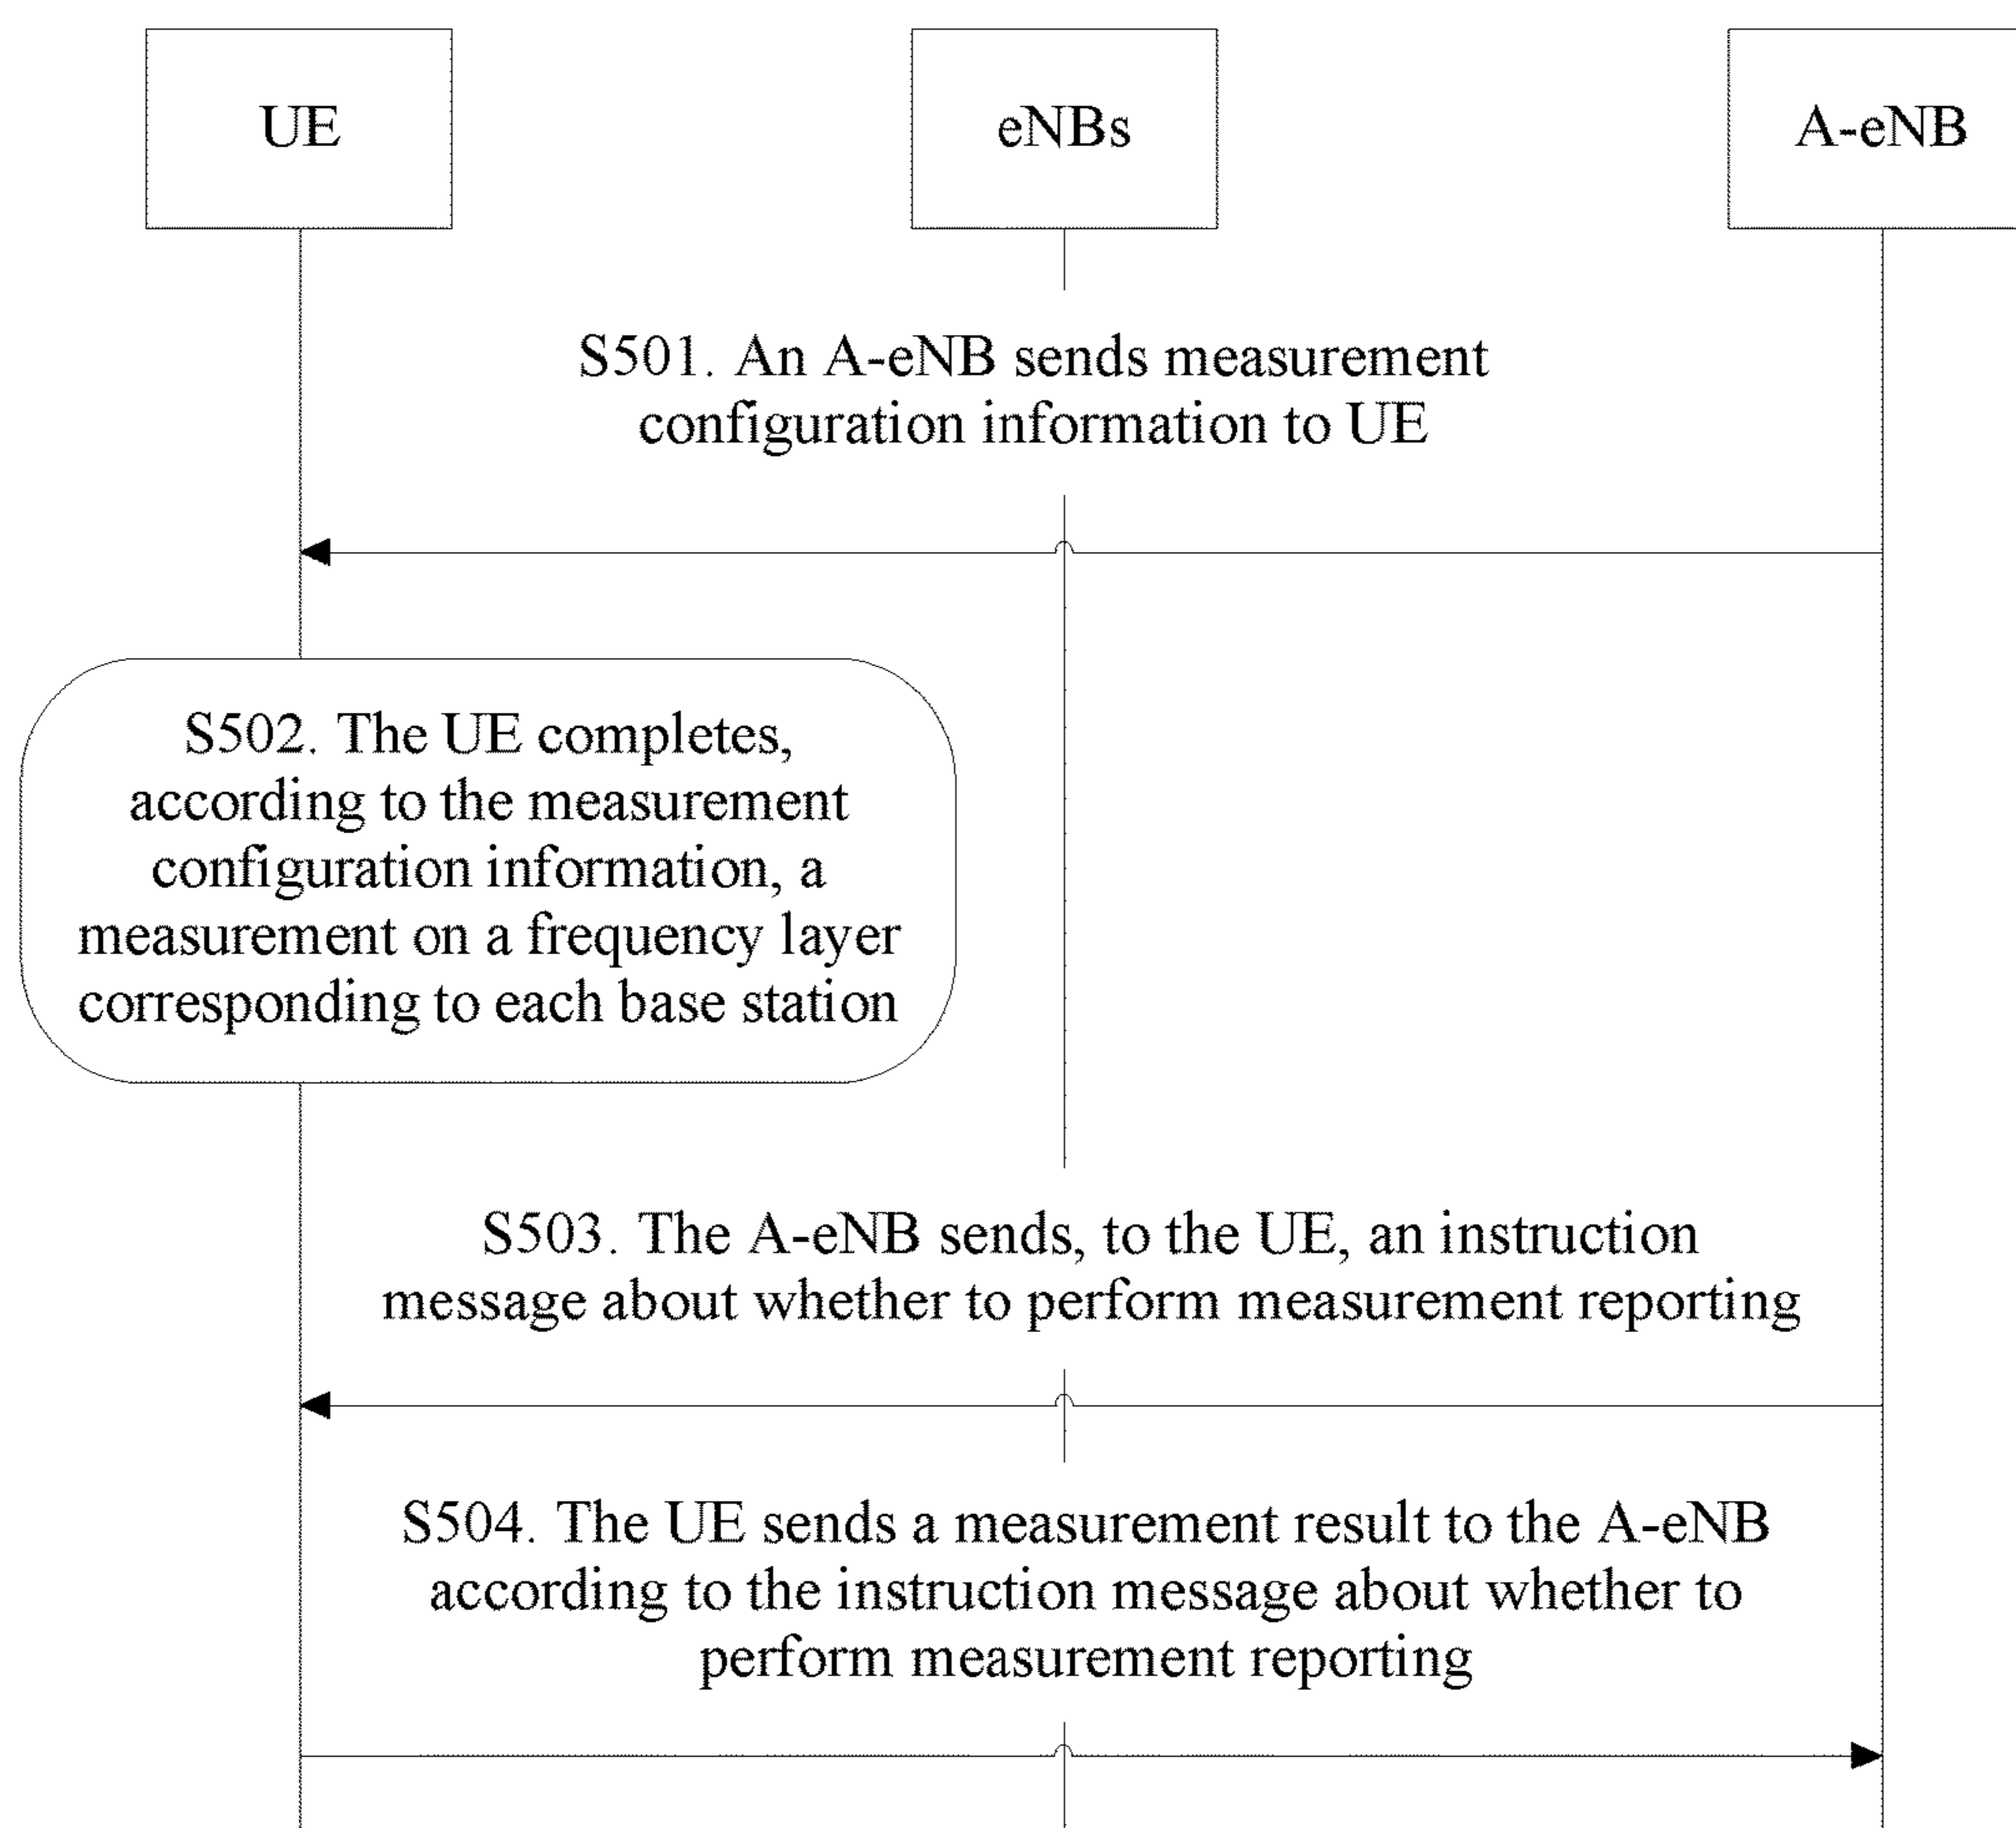 UE
eNBs
A-eNB
S501. An A-eNB sends measurement
configuration information to UE
S502. The UE completes,
according to the measurement
configuration information, a
measurement on a frequency layer
corresponding to each base station
S503. The A-eNB sends, to the UE, an instruction
message about whether to perform measurement reporting
S504. The UE sends a measurement result to the A-eNB
according to the instruction message about whether to
perform measurement reporting